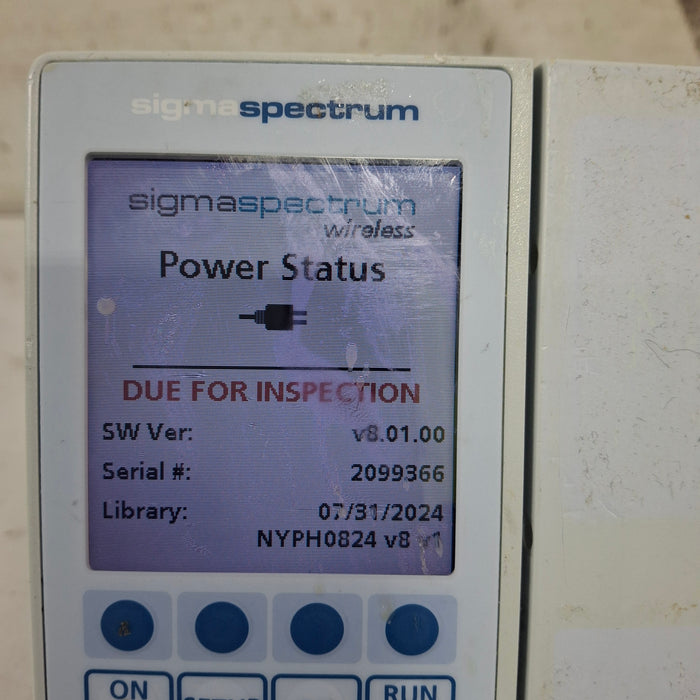 sigmaspectrum
sigmaspectrum
wireless
Power Status
DUE FOR INSPECTION
SW Ver: v8.01.00
Serial #: 2099366
Library: 07/31/2024
NYPH0824 v8 v1
ON RUN